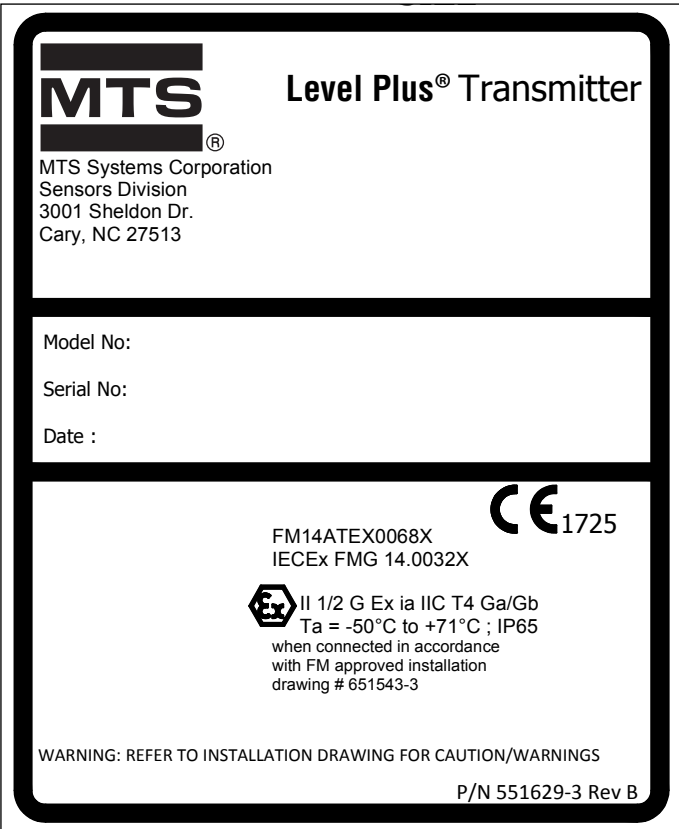 MTS
Level Plus® Transmitter
®
MTS Systems Corporation
Sensors Division
3001 Sheldon Dr.
Cary, NC 27513
Model No:
Serial No:
Date :
CE 1725
FM14ATEX0068X
IECEx FMG 14.0032X
Ex II 1/2 G Ex ia IIC T4 Ga/Gb
Ta = -50°C to +71°C ; IP65
when connected in accordance
with FM approved installation
drawing # 651543-3
WARNING: REFER TO INSTALLATION DRAWING FOR CAUTION/WARNINGS
P/N 551629-3 Rev B